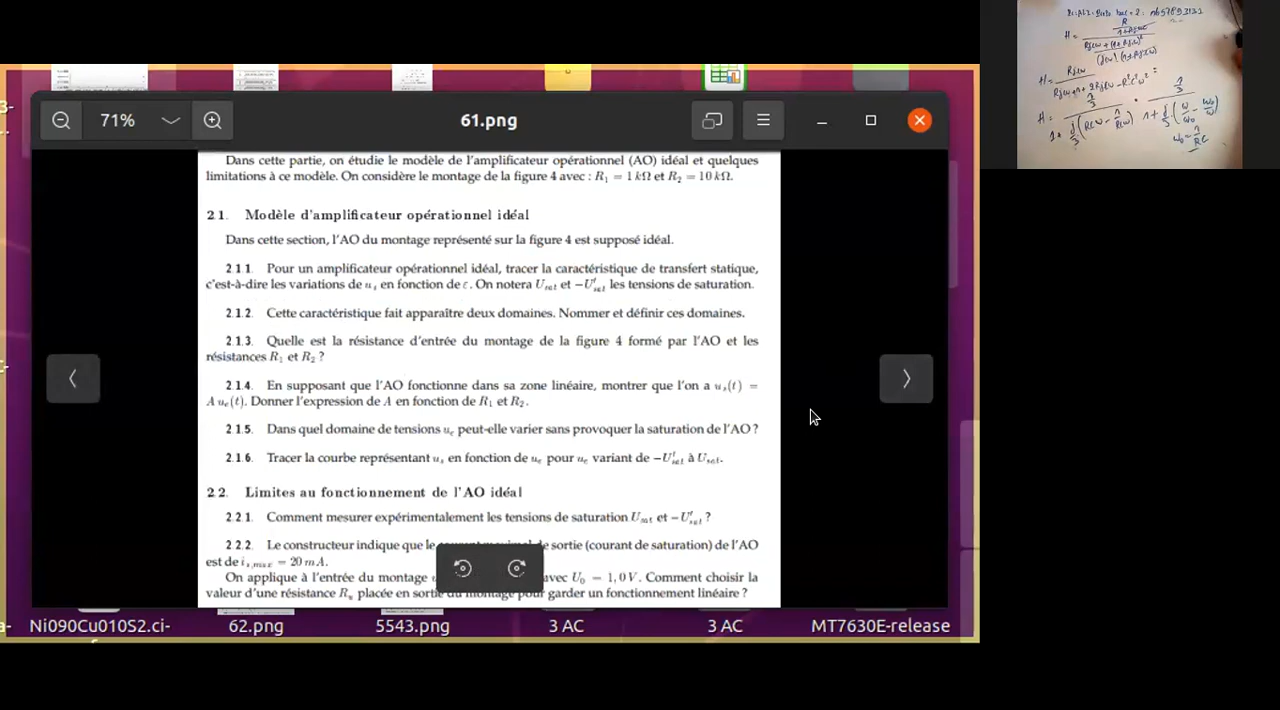 71%
61.png
Dans cette partie, on étudie le modèle de l'amplificateur opérationnel (AO) idéal et quelques
limitations à ce modèle. On considère le montage de la figure 4 avec : R₁ = 1 kΩ et R₂ = 10 kΩ.
2.1. Modèle d'amplificateur opérationnel idéal
Dans cette section, l'AO du montage représenté sur la figure 4 est supposé idéal.
2.1.1. Pour un amplificateur opérationnel idéal, tracer la caractéristique de transfert statique,
c'est-à-dire les variations de uₛ en fonction de ε. On notera Uₛₐₜ et −U'ₛₐₜ les tensions de saturation.
2.1.2. Cette caractéristique fait apparaître deux domaines. Nommer et définir ces domaines.
2.1.3. Quelle est la résistance d'entrée du montage de la figure 4 formé par l'AO et les
résistances R₁ et R₂ ?
2.1.4. En supposant que l'AO fonctionne dans sa zone linéaire, montrer que l'on a uₛ(t) =
A uₑ(t). Donner l'expression de A en fonction de R₁ et R₂.
2.1.5. Dans quel domaine de tensions uₑ peut-elle varier sans provoquer la saturation de l'AO ?
2.1.6. Tracer la courbe représentant uₛ en fonction de uₑ pour uₑ variant de −U'ₛₐₜ à Uₛₐₜ.
2.2. Limites au fonctionnement de l'AO idéal
2.2.1. Comment mesurer expérimentalement les tensions de saturation Uₛₐₜ et −U'ₛₐₜ ?
2.2.2. Le constructeur indique que le de sortie (courant de saturation) de l'AO
est de iₛ,ₘₐₓ = 20 mA.
On applique à l'entrée du montage avec U₀ = 1,0 V. Comment choisir la
valeur d'une résistance Rᵤ placée en sortie du montage pour garder un fonctionnement linéaire ?
Ni090Cu010S2.ci- 62.png 5543.png 3 AC 3 AC MT7630E-release